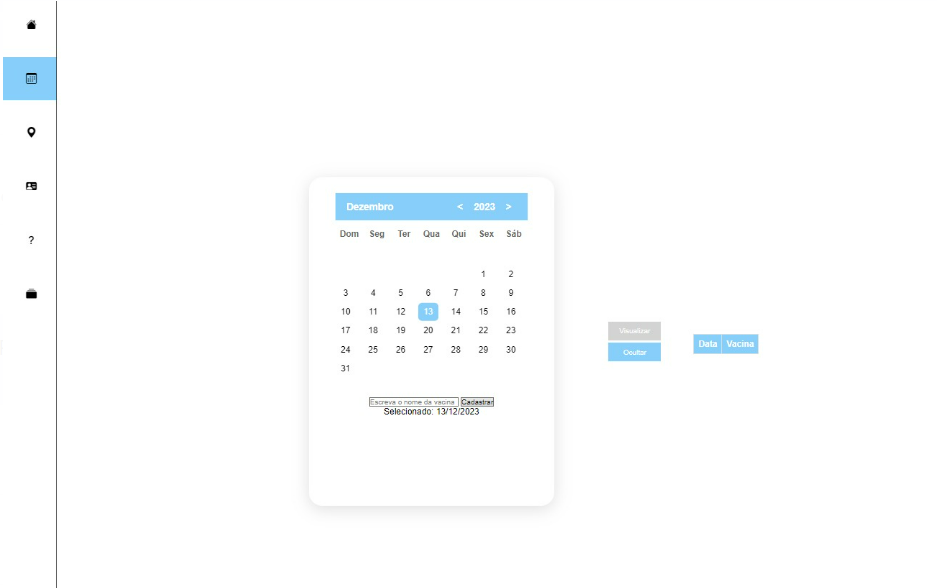 Dezembro < 2023 >
Dom Seg Ter Qua Qui Sex Sáb
1 2
3 4 5 6 7 8 9
10 11 12 13 14 15 16
17 18 19 20 21 22 23
24 25 26 27 28 29 30
31
Escreva o nome da vacina Cadastrar
Selecionado: 13/12/2023
Visualizar
Ocultar
Data Vacina
?